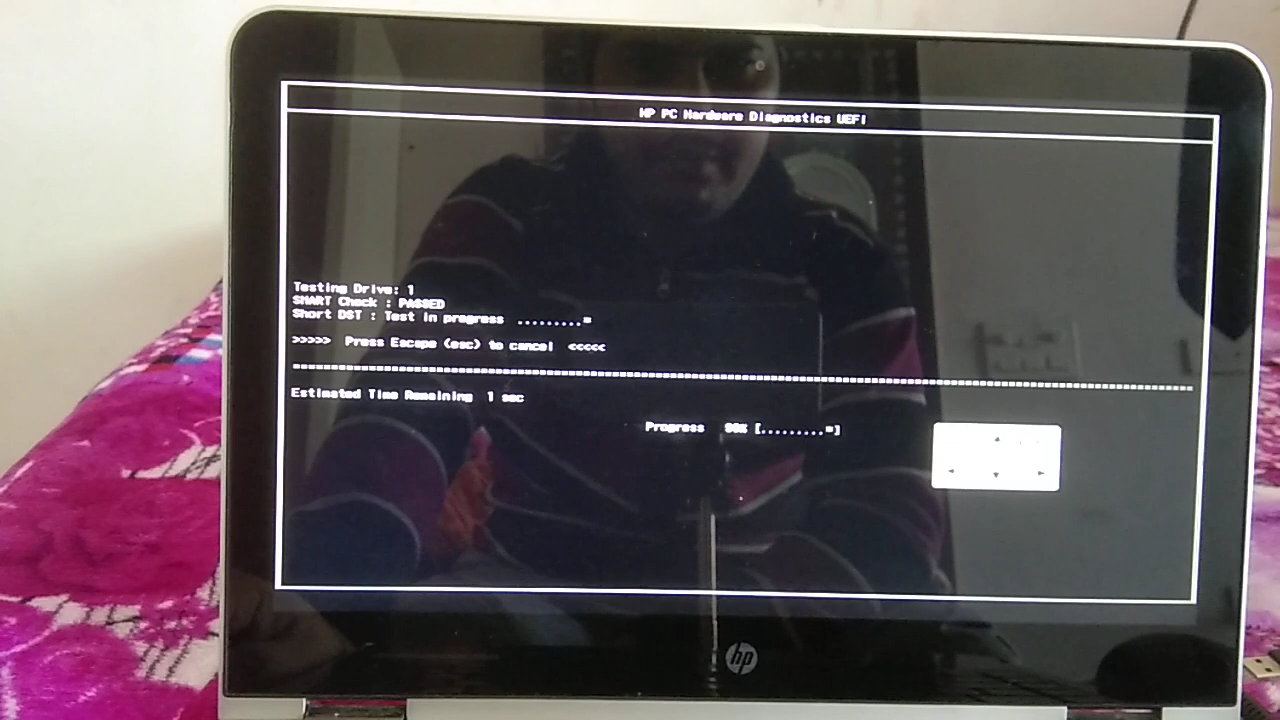 HP PC Hardware Diagnostics UEFI
Testing Drive: 1
SMART Check : PASSED
Short DST : Test in progress .........=
>>>>> Press Escape (esc) to cancel <<<<<
Estimated Time Remaining 1 sec
Progress 98% [.........=]
hp